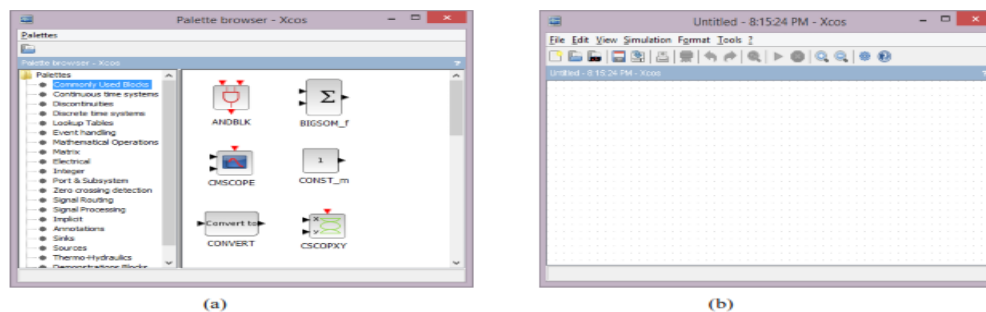 Palette browser - Xcos
Palettes
Palette browser - Xcos ?
Palettes
Commonly Used Blocks
Continuous time systems
Discontinuities
Discrete time systems
Lookup Tables
Event handling
Mathematical Operations
Matrix
Electrical
Integer
Port & Subsystem
Zero crossing detection
Signal Routing
Signal Processing
Implicit
Annotations
Sinks
Sources
Thermo-Hydraulics
Demonstrations Blocks
ANDBLK
Σ
BIGSOM_f
CMSCOPE
1
CONST_m
Convert to
CONVERT
x
y
CSCOPXY
(a)
Untitled - 8:15:24 PM - Xcos
File Edit View Simulation Format Tools ?
Untitled - 8:15:24 PM - Xcos ?
(b)